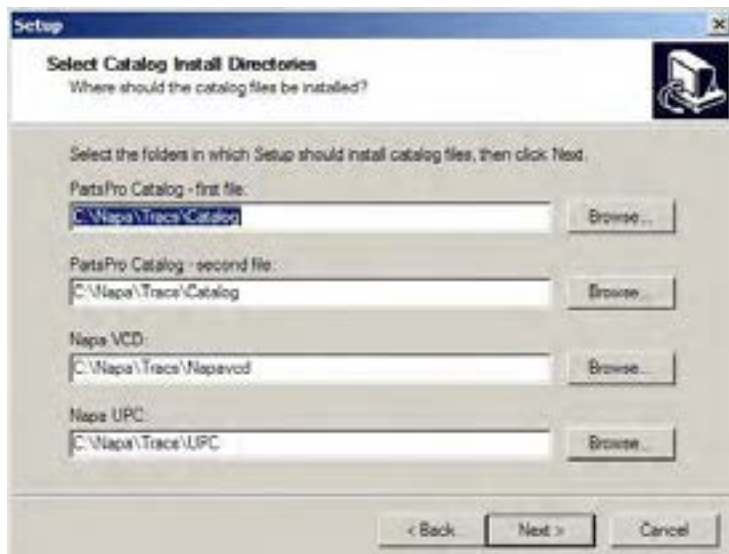 Setup
Select Catalog Install Directories
Where should the catalog files be installed?
Select the folders in which Setup should install catalog files, then click Next.
PartsPro Catalog - first file:
C:\Napa\Tracs\Catalog
Browse...
PartsPro Catalog - second file:
C:\Napa\Tracs\Catalog
Browse...
Napa VCD:
C:\Napa\Tracs\Napavcd
Browse...
Napa UPC:
C:\Napa\Tracs\UPC
Browse...
< Back
Next >
Cancel